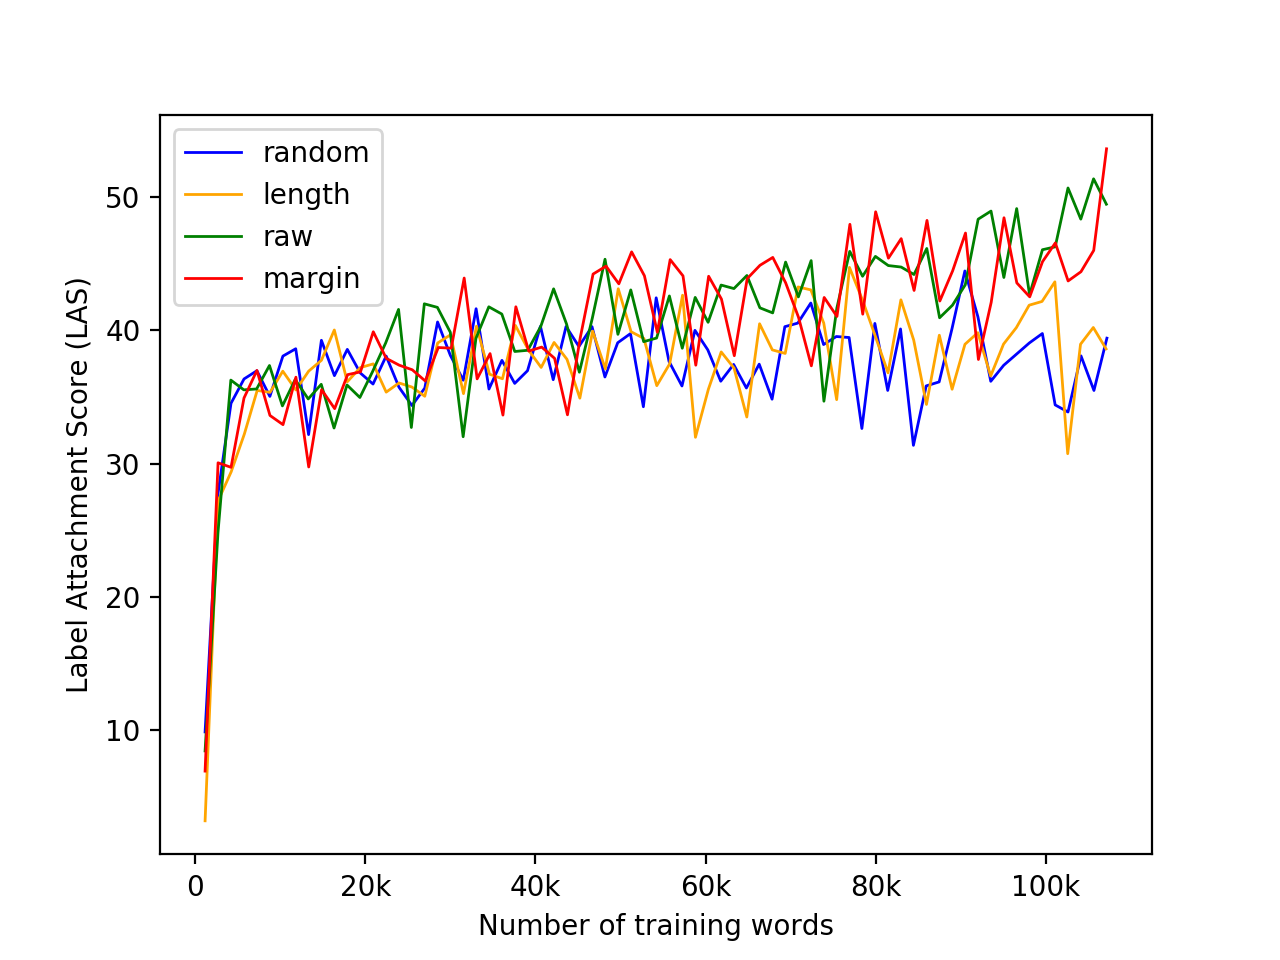 random
length
raw
margin
50
40
30
20
10
Label Attachment Score (LAS)
0 20k 40k 60k 80k 100k
Number of training words